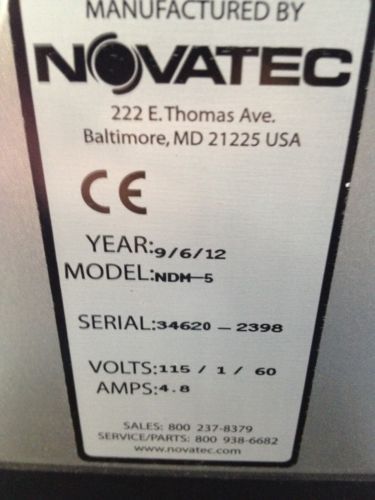 MANUFACTURED BY
NOVATEC
222 E. Thomas Ave.
Baltimore, MD 21225 USA
CE
YEAR: 9/6/12
MODEL: NDM-5
SERIAL: 34620 - 2398
VOLTS: 115 / 1 / 60
AMPS: 4.8
SALES: 800 237-8379
SERVICE/PARTS: 800 938-6682
www.novatec.com